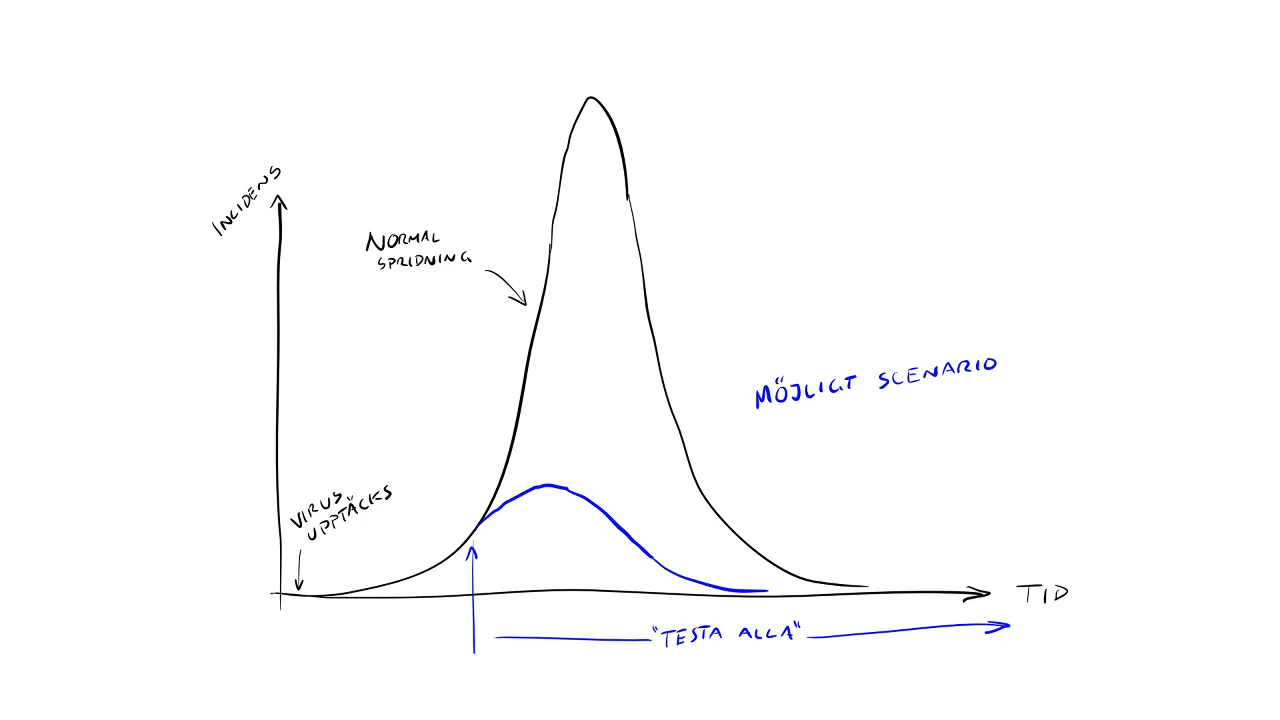 INCIDENS
NORMAL
SPRIDNING
MÖJLIGT SCENARIO
VIRUS
UPPTÄCKS
TID
"TESTA ALLA"